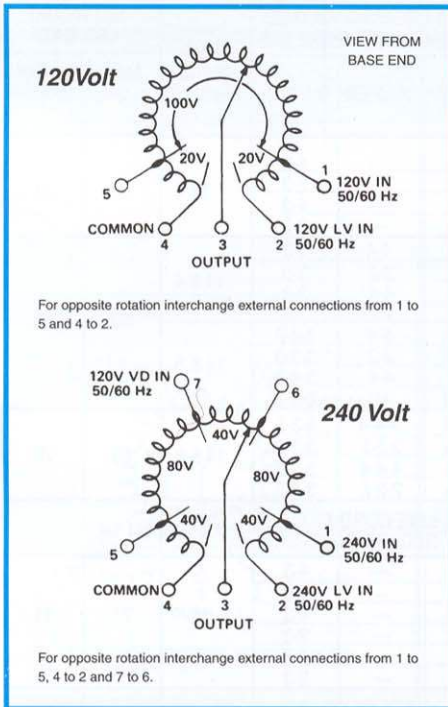 VIEW FROM
BASE END
120Volt
100V
20V 20V
5
1
120V IN
50/60 Hz
COMMON
4
3
2
120V LV IN
50/60 Hz
OUTPUT
For opposite rotation interchange external connections from 1 to
5 and 4 to 2.
120V VD IN
50/60 Hz
7
6
240 Volt
40V
80V 80V
40V 40V
5
1
240V IN
50/60 Hz
COMMON
4
3
2
240V LV IN
50/60 Hz
OUTPUT
For opposite rotation interchange external connections from 1 to
5, 4 to 2 and 7 to 6.